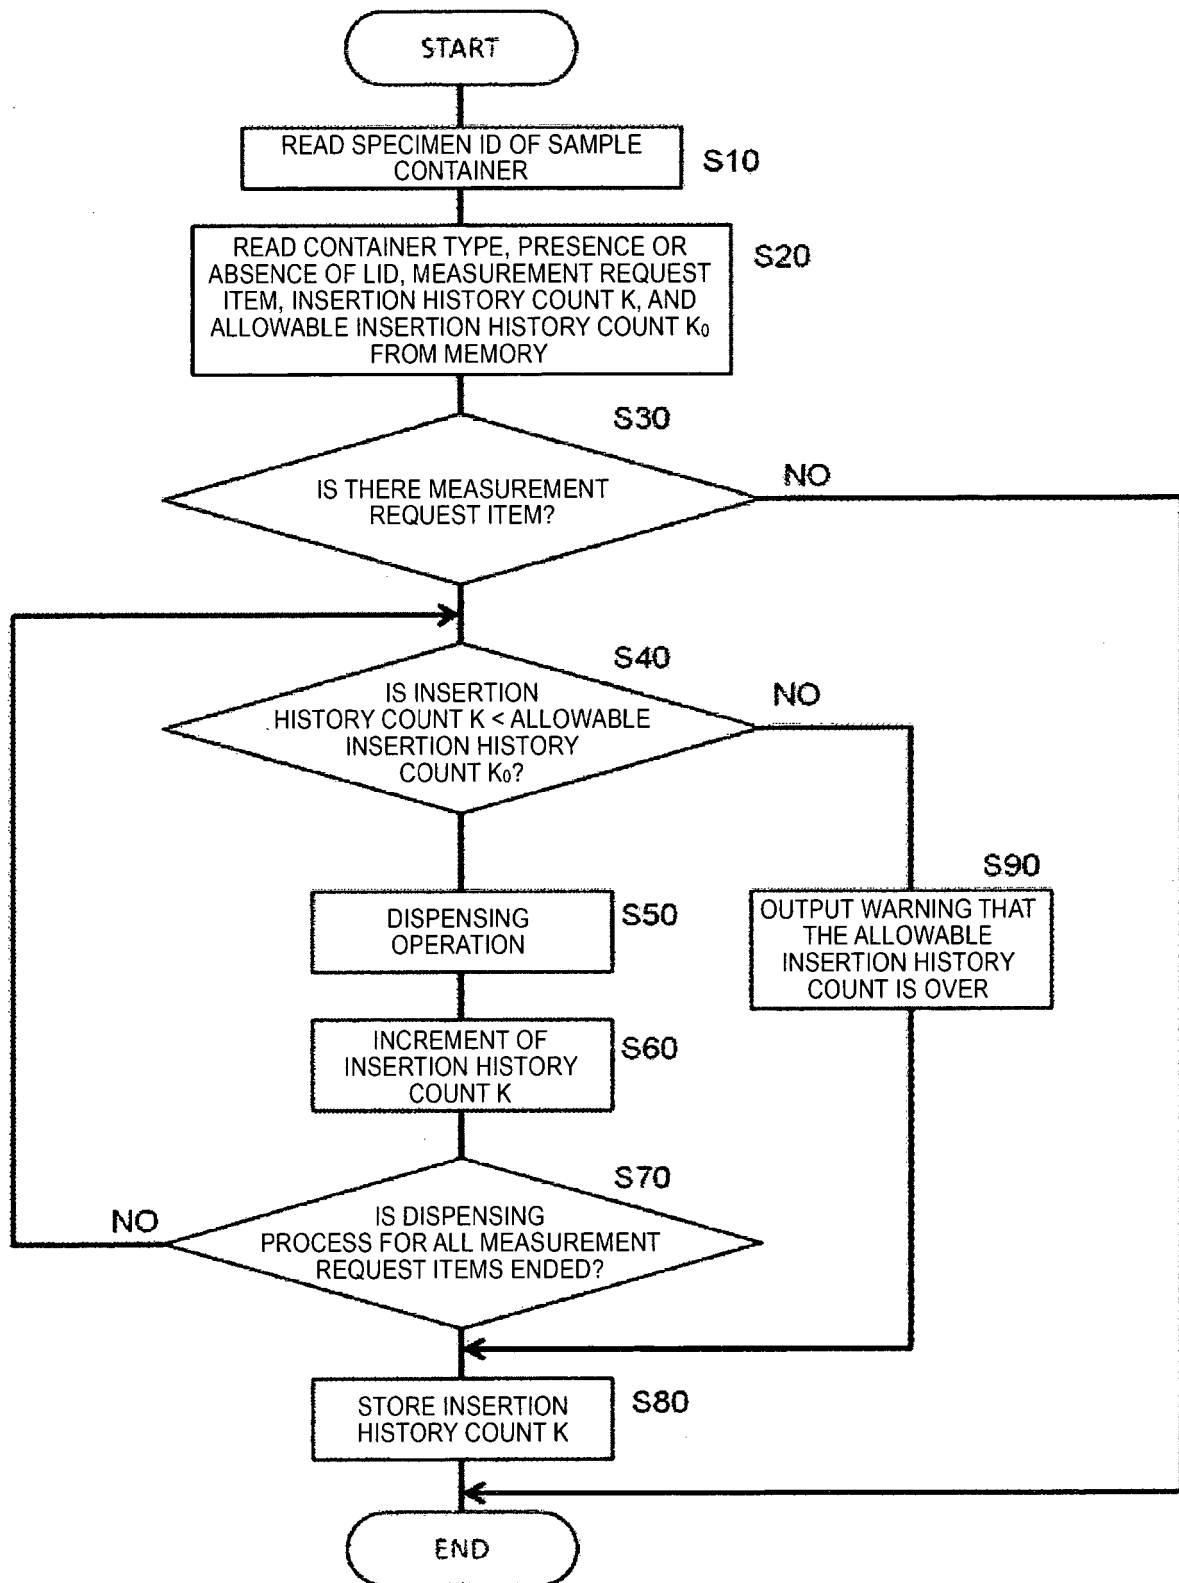 START
READ SPECIMEN ID OF SAMPLE
CONTAINER
S10
READ CONTAINER TYPE, PRESENCE OR
ABSENCE OF LID, MEASUREMENT REQUEST
ITEM, INSERTION HISTORY COUNT K, AND
ALLOWABLE INSERTION HISTORY COUNT K₀
FROM MEMORY
S20
S30
IS THERE MEASUREMENT
REQUEST ITEM?
NO
S40
IS INSERTION
HISTORY COUNT K < ALLOWABLE
INSERTION HISTORY
COUNT K₀?
NO
DISPENSING
OPERATION
S50
S90
OUTPUT WARNING THAT
THE ALLOWABLE
INSERTION HISTORY
COUNT IS OVER
INCREMENT OF
INSERTION HISTORY
COUNT K
S60
S70
IS DISPENSING
PROCESS FOR ALL MEASUREMENT
REQUEST ITEMS ENDED?
NO
STORE INSERTION
HISTORY COUNT K
S80
END